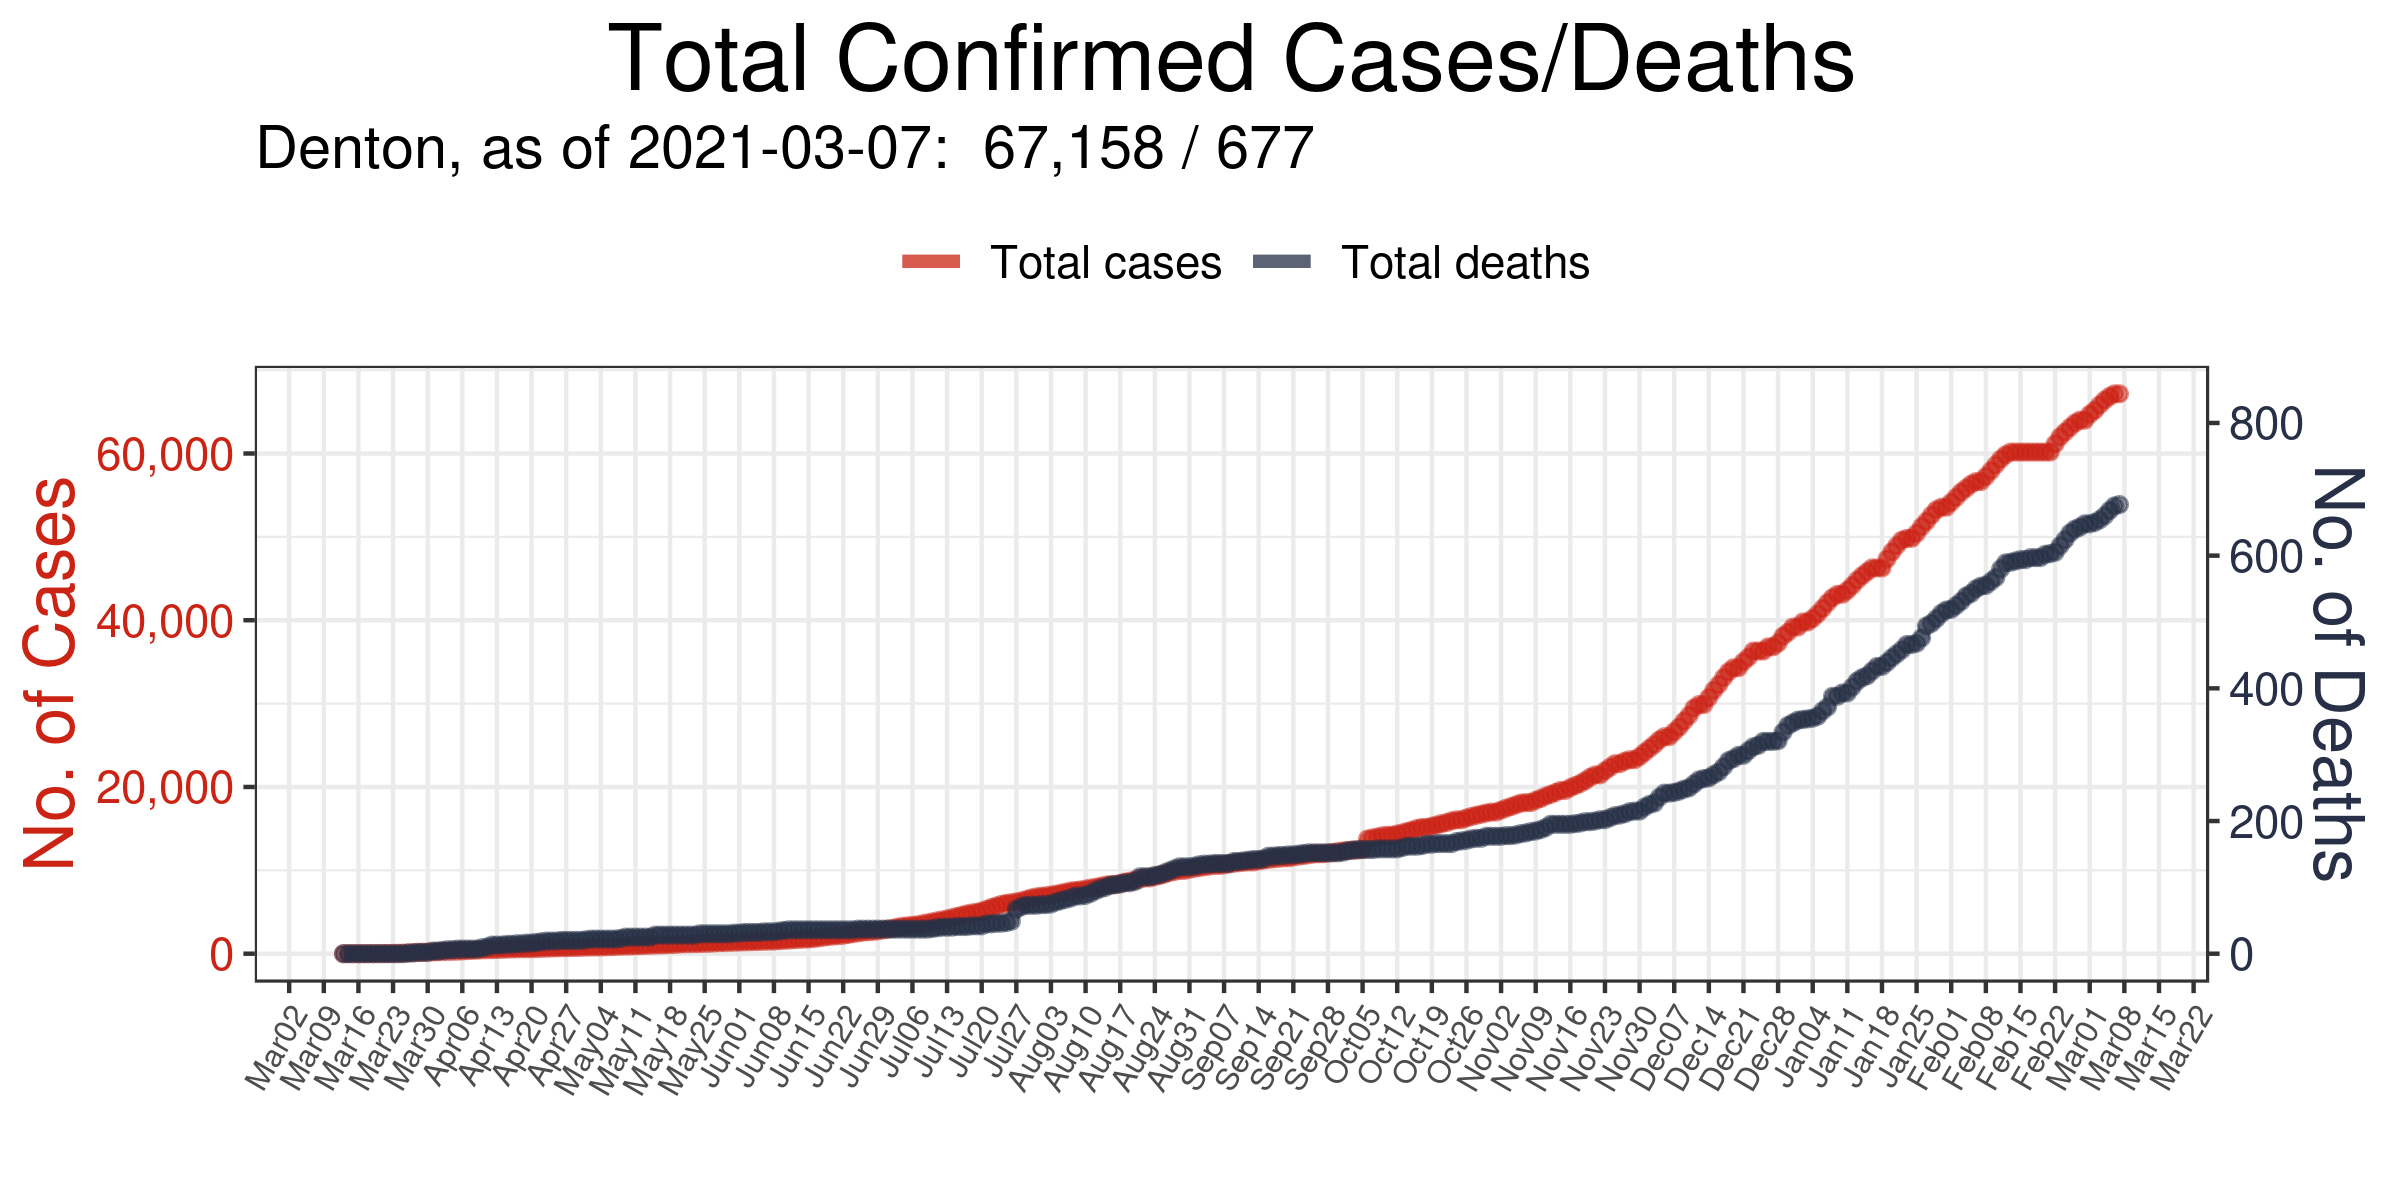 Total Confirmed Cases/Deaths
Denton, as of 2021-03-07:  67,158 / 677
Total cases
Total deaths
No. of Cases
60,000
40,000
20,000
0
800
600
400
200
0
No. of Deaths
Mar02
Mar09
Mar16
Mar23
Mar30
Apr06
Apr13
Apr20
Apr27
May04
May11
May18
May25
Jun01
Jun08
Jun15
Jun22
Jun29
Jul06
Jul13
Jul20
Jul27
Aug03
Aug10
Aug17
Aug24
Aug31
Sep07
Sep14
Sep21
Sep28
Oct05
Oct12
Oct19
Oct26
Nov02
Nov09
Nov16
Nov23
Nov30
Dec07
Dec14
Dec21
Dec28
Jan04
Jan11
Jan18
Jan25
Feb01
Feb08
Feb15
Feb22
Mar01
Mar08
Mar15
Mar22